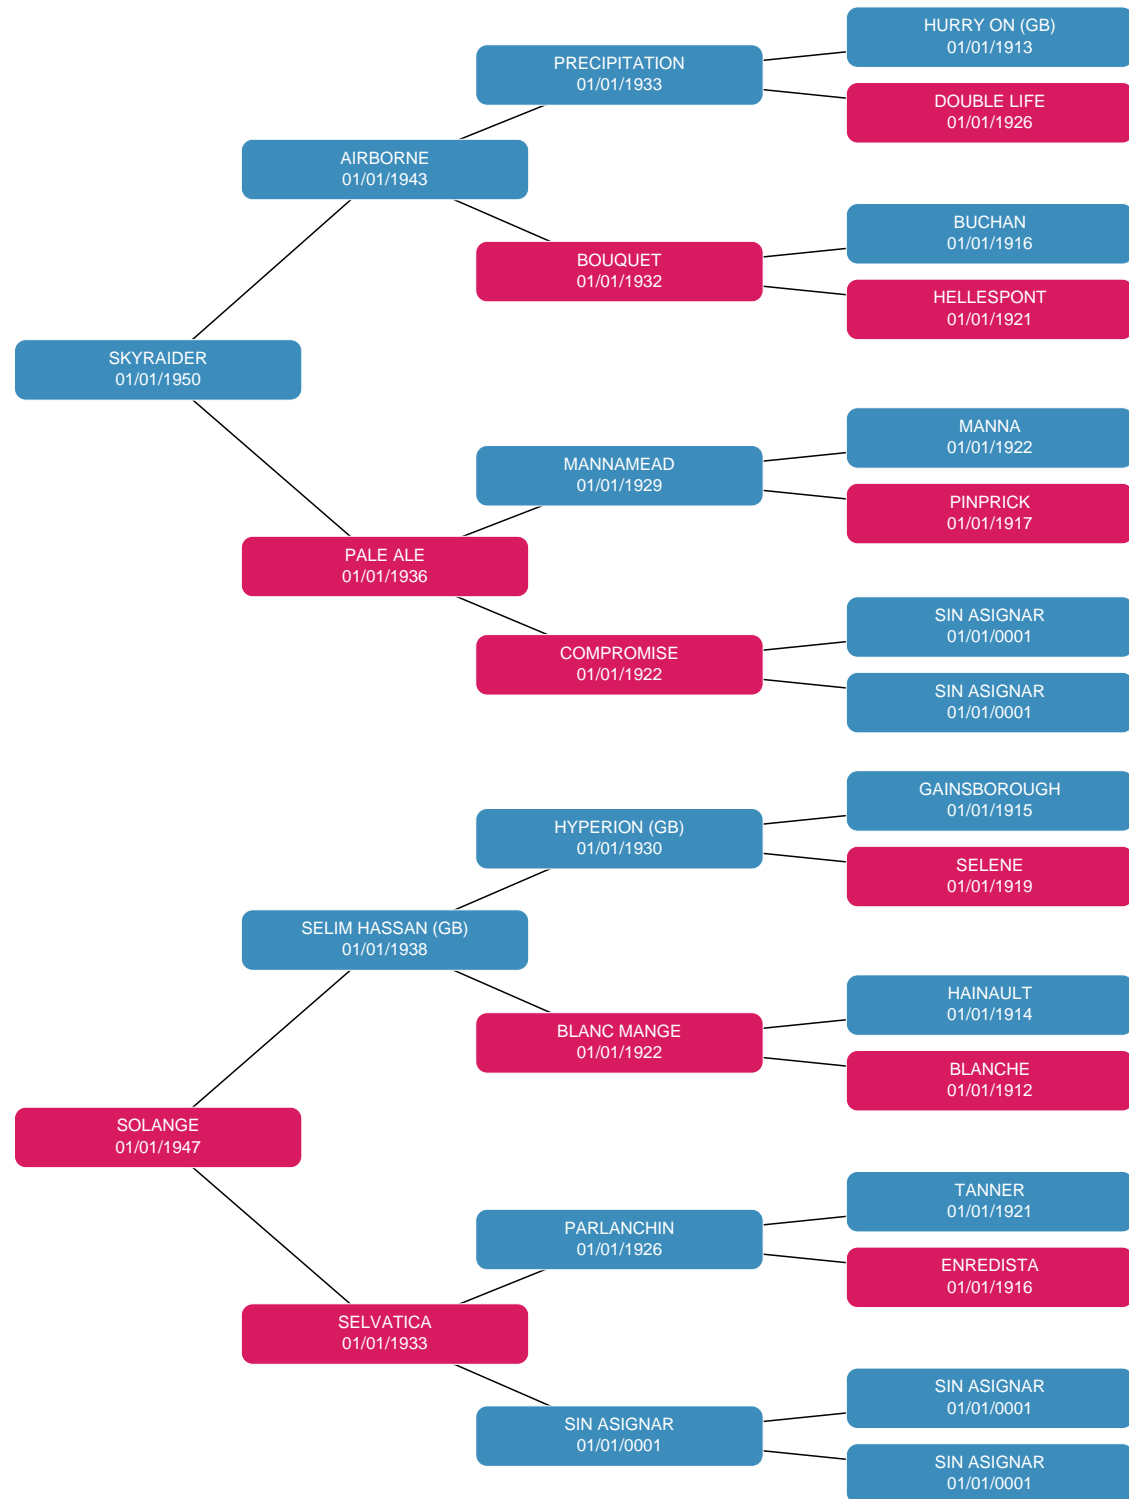 HURRY ON (GB)
01/01/1913
PRECIPITATION
01/01/1933
DOUBLE LIFE
01/01/1926
AIRBORNE
01/01/1943
BUCHAN
01/01/1916
BOUQUET
01/01/1932
HELLESPONT
01/01/1921
SKYRAIDER
01/01/1950
MANNA
01/01/1922
MANNAMEAD
01/01/1929
PINPRICK
01/01/1917
PALE ALE
01/01/1936
SIN ASIGNAR
01/01/0001
COMPROMISE
01/01/1922
SIN ASIGNAR
01/01/0001
GAINSBOROUGH
01/01/1915
HYPERION (GB)
01/01/1930
SELENE
01/01/1919
SELIM HASSAN (GB)
01/01/1938
HAINAULT
01/01/1914
BLANC MANGE
01/01/1922
BLANCHE
01/01/1912
SOLANGE
01/01/1947
TANNER
01/01/1921
PARLANCHIN
01/01/1926
ENREDISTA
01/01/1916
SELVATICA
01/01/1933
SIN ASIGNAR
01/01/0001
SIN ASIGNAR
01/01/0001
SIN ASIGNAR
01/01/0001